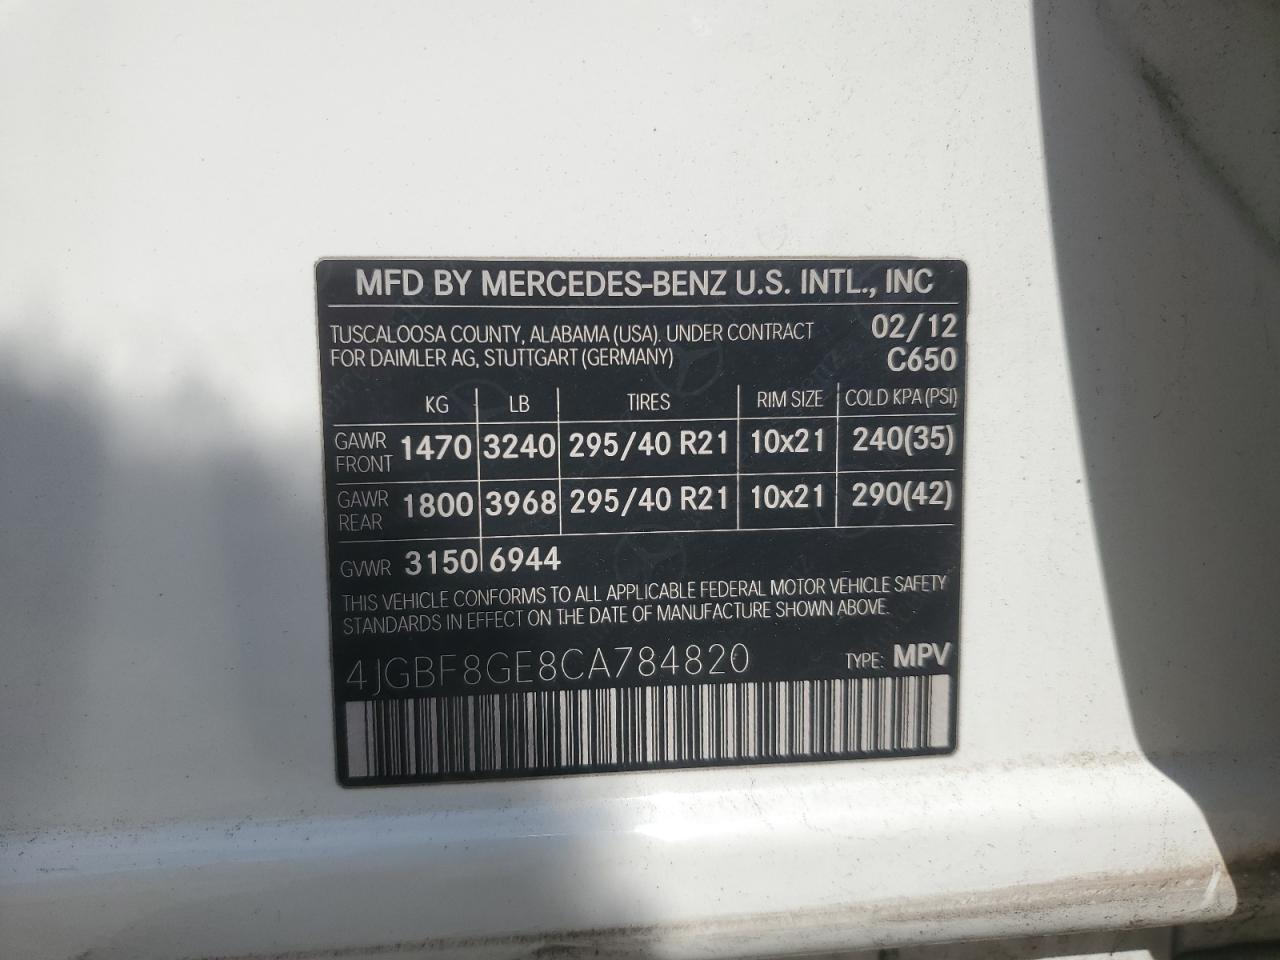 MFD BY MERCEDES-BENZ U.S. INTL., INC
TUSCALOOSA COUNTY, ALABAMA (USA). UNDER CONTRACT 02/12
FOR DAIMLER AG, STUTTGART (GERMANY) C650
KG LB TIRES RIM SIZE COLD KPA (PSI)
GAWR FRONT 1470 3240 295/40 R21 10x21 240(35)
GAWR REAR 1800 3968 295/40 R21 10x21 290(42)
GVWR 3150 6944
THIS VEHICLE CONFORMS TO ALL APPLICABLE FEDERAL MOTOR VEHICLE SAFETY
STANDARDS IN EFFECT ON THE DATE OF MANUFACTURE SHOWN ABOVE.
4JGBF8GE8CA784820 TYPE: MPV